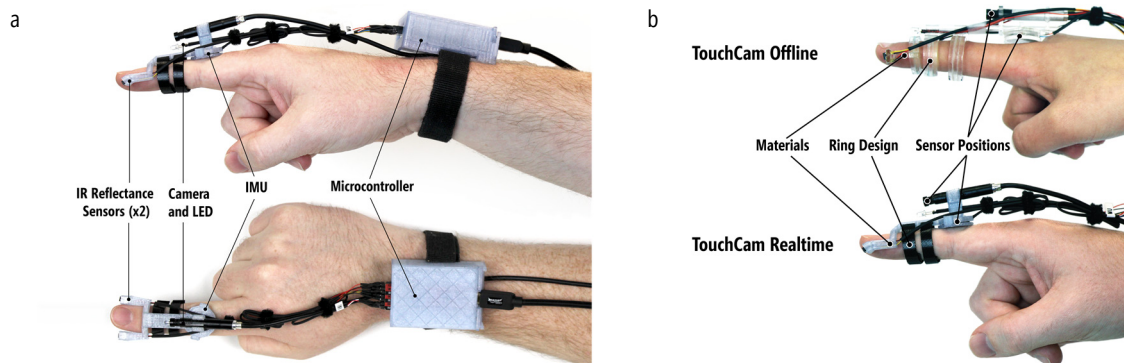 a
IR Reflectance
Sensors (x2)
Camera
and LED
IMU
Microcontroller
b
TouchCam Offline
Materials
Ring Design
Sensor Positions
TouchCam Realtime